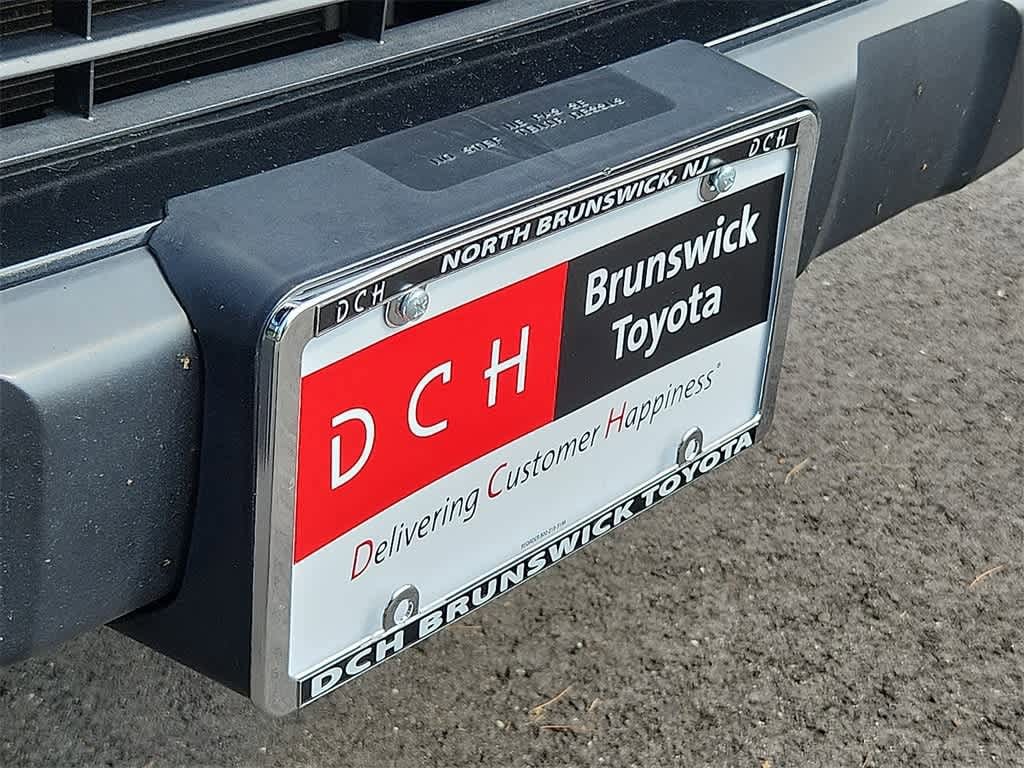 DCH NORTH BRUNSWICK, NJ DCH
DCH
Brunswick
Toyota
Delivering Customer Happiness
DCH BRUNSWICK TOYOTA